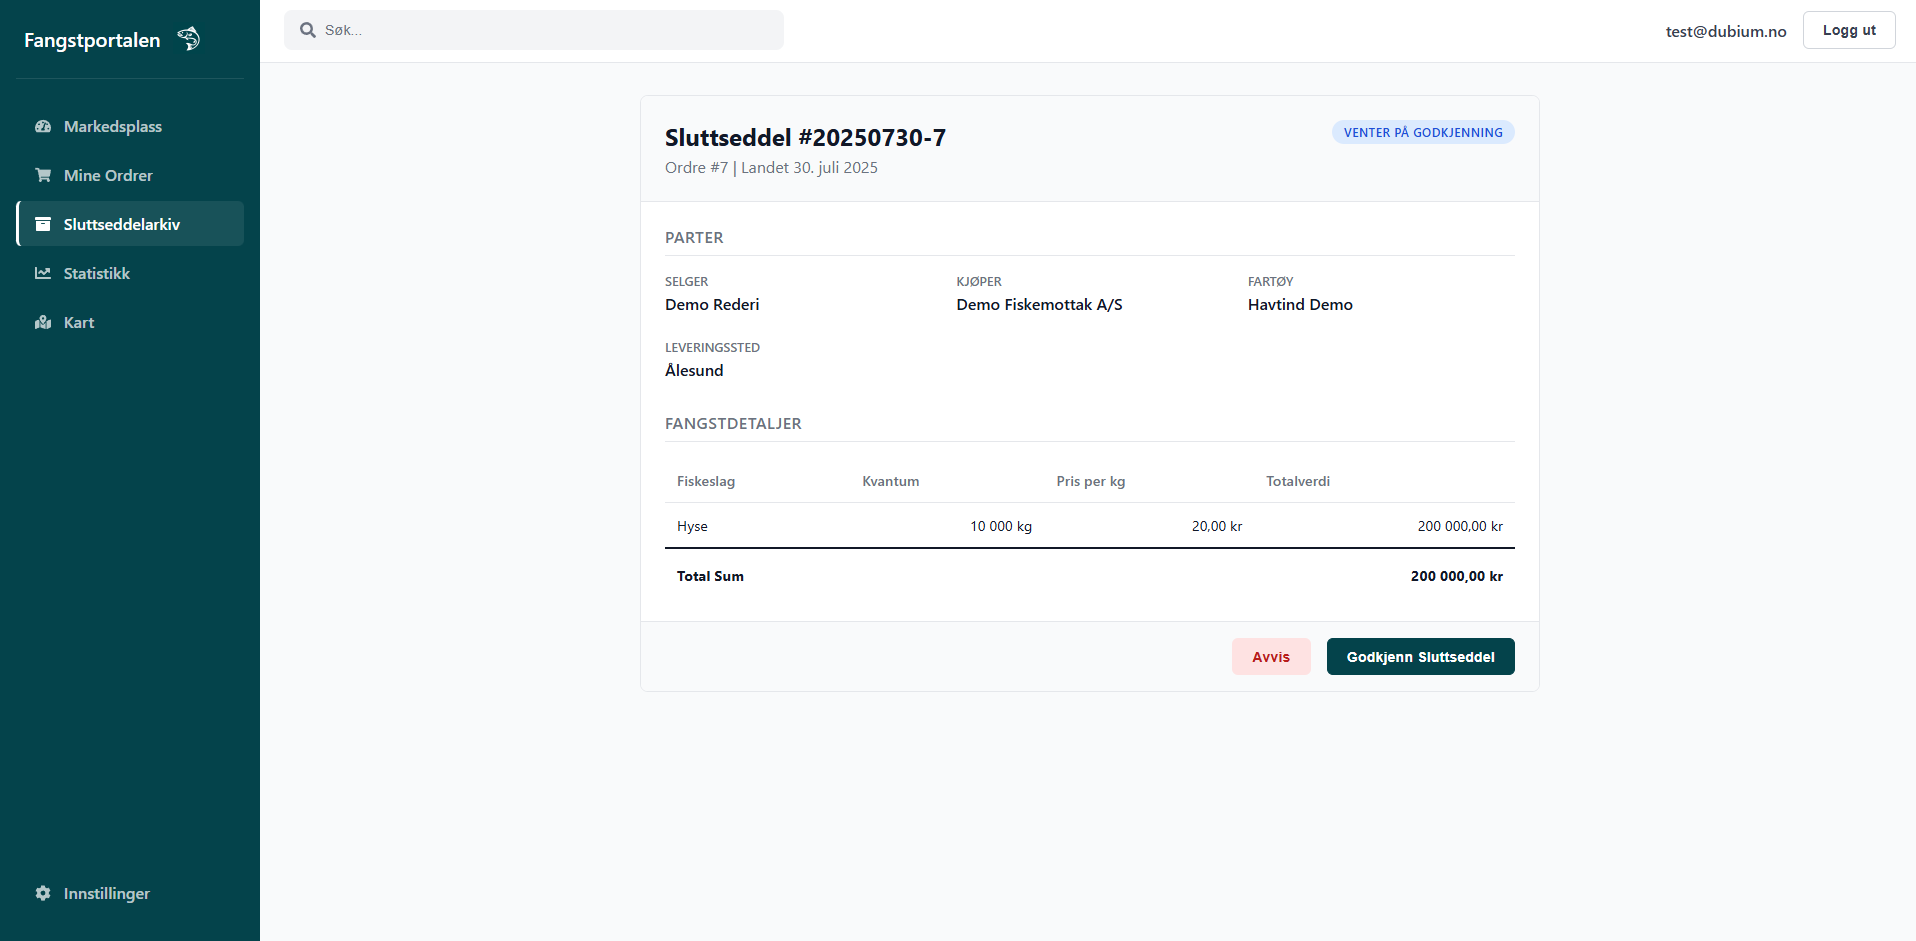 Fangstportalen
Søk...
test@dubium.no
Logg ut
Markedsplass
Mine Ordrer
Sluttseddelarkiv
Statistikk
Kart
Innstillinger
Sluttseddel #20250730-7
VENTER PÅ GODKJENNING
Ordre #7 | Landet 30. juli 2025
PARTER
SELGER KJØPER FARTØY
Demo Rederi Demo Fiskemottak A/S Havtind Demo
LEVERINGSSTED
Ålesund
FANGSTDETALJER
Fiskeslag Kvantum Pris per kg Totalverdi
Hyse 10 000 kg 20,00 kr 200 000,00 kr
Total Sum 200 000,00 kr
Avvis Godkjenn Sluttseddel